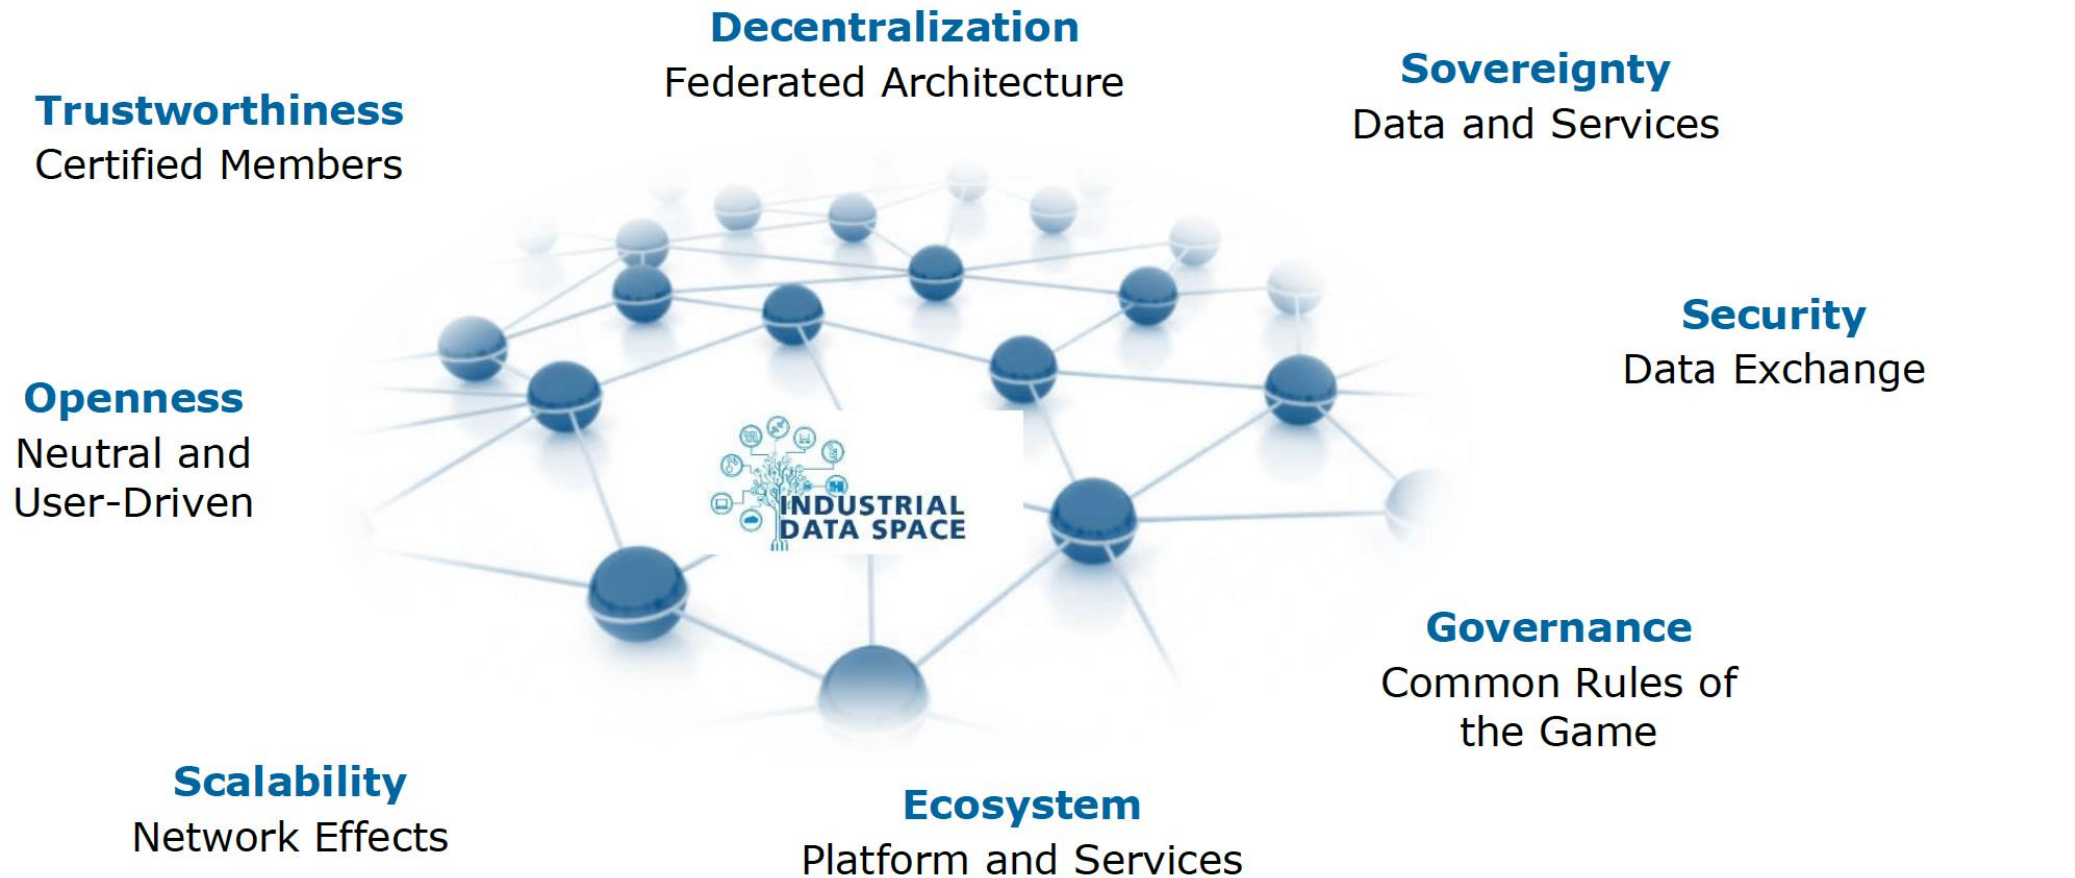 Decentralization
Federated Architecture
Sovereignty
Data and Services
Trustworthiness
Certified Members
Security
Data Exchange
Openness
Neutral and
User-Driven
INDUSTRIAL
DATA SPACE
Governance
Common Rules of
the Game
Scalability
Network Effects
Ecosystem
Platform and Services